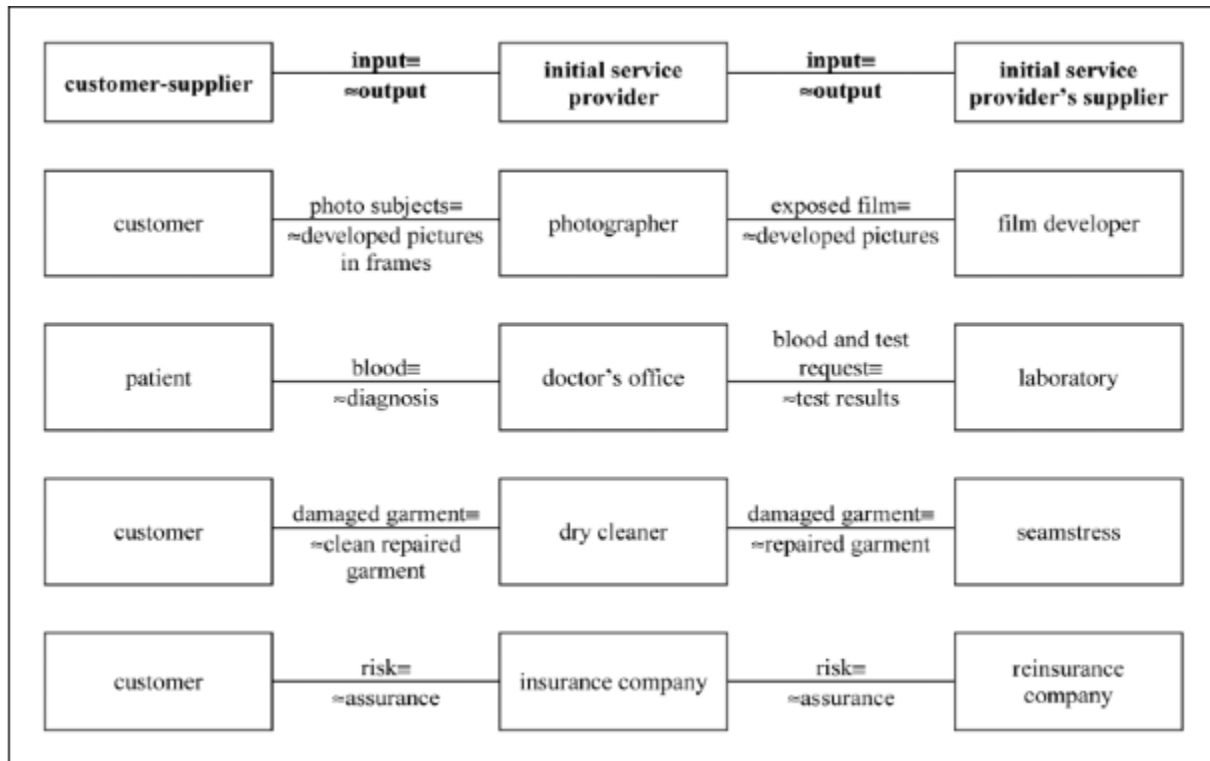 customer-supplier
input≡
≈output
initial service
provider
input≡
≈output
initial service
provider's supplier
customer
photo subjects≡
≈developed pictures
in frames
photographer
exposed film≡
≈developed pictures
film developer
patient
blood≡
≈diagnosis
doctor's office
blood and test
request≡
≈test results
laboratory
customer
damaged garment≡
≈clean repaired
garment
dry cleaner
damaged garment≡
≈repaired garment
seamstress
customer
risk≡
≈assurance
insurance company
risk≡
≈assurance
reinsurance
company